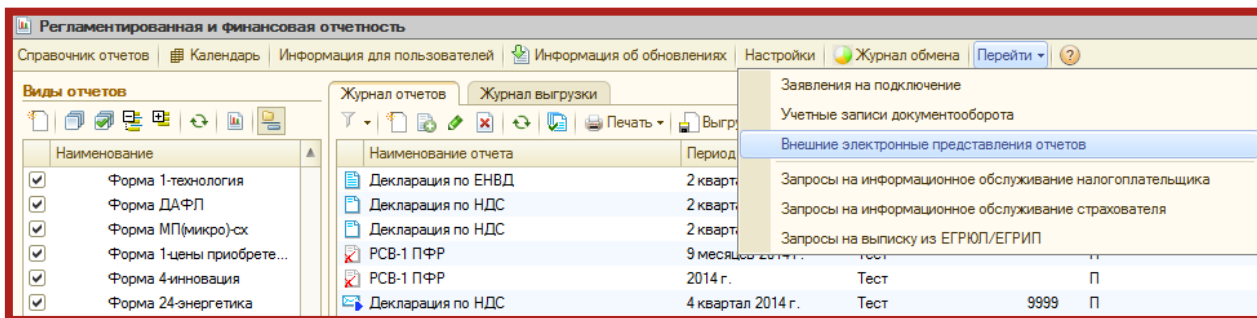 Регламентированная и финансовая отчетность
Справочник отчетов Календарь Информация для пользователей Информация об обновлениях Настройки Журнал обмена Перейти ?
Заявления на подключение
Учетные записи документооборота
Внешние электронные представления отчетов
Запросы на информационное обслуживание налогоплательщика
Запросы на информационное обслуживание страхователя
Запросы на выписку из ЕГРЮЛ/ЕГРИП
Виды отчетов
Наименование
Форма 1-технология
Форма ДАФЛ
Форма МП(микро)-сх
Форма 1-цены приобрете...
Форма 4-инновация
Форма 24-энергетика
Журнал отчетов Журнал выгрузки
Печать
Наименование отчета Период
Декларация по ЕНВД 2
Декларация по НДС 2
Декларация по НДС 2
РСВ-1 ПФР 9 месяцев 2014 г. Тест П
РСВ-1 ПФР 2014 г. Тест П
Декларация по НДС 4 квартал 2014 г. Тест 9999 П